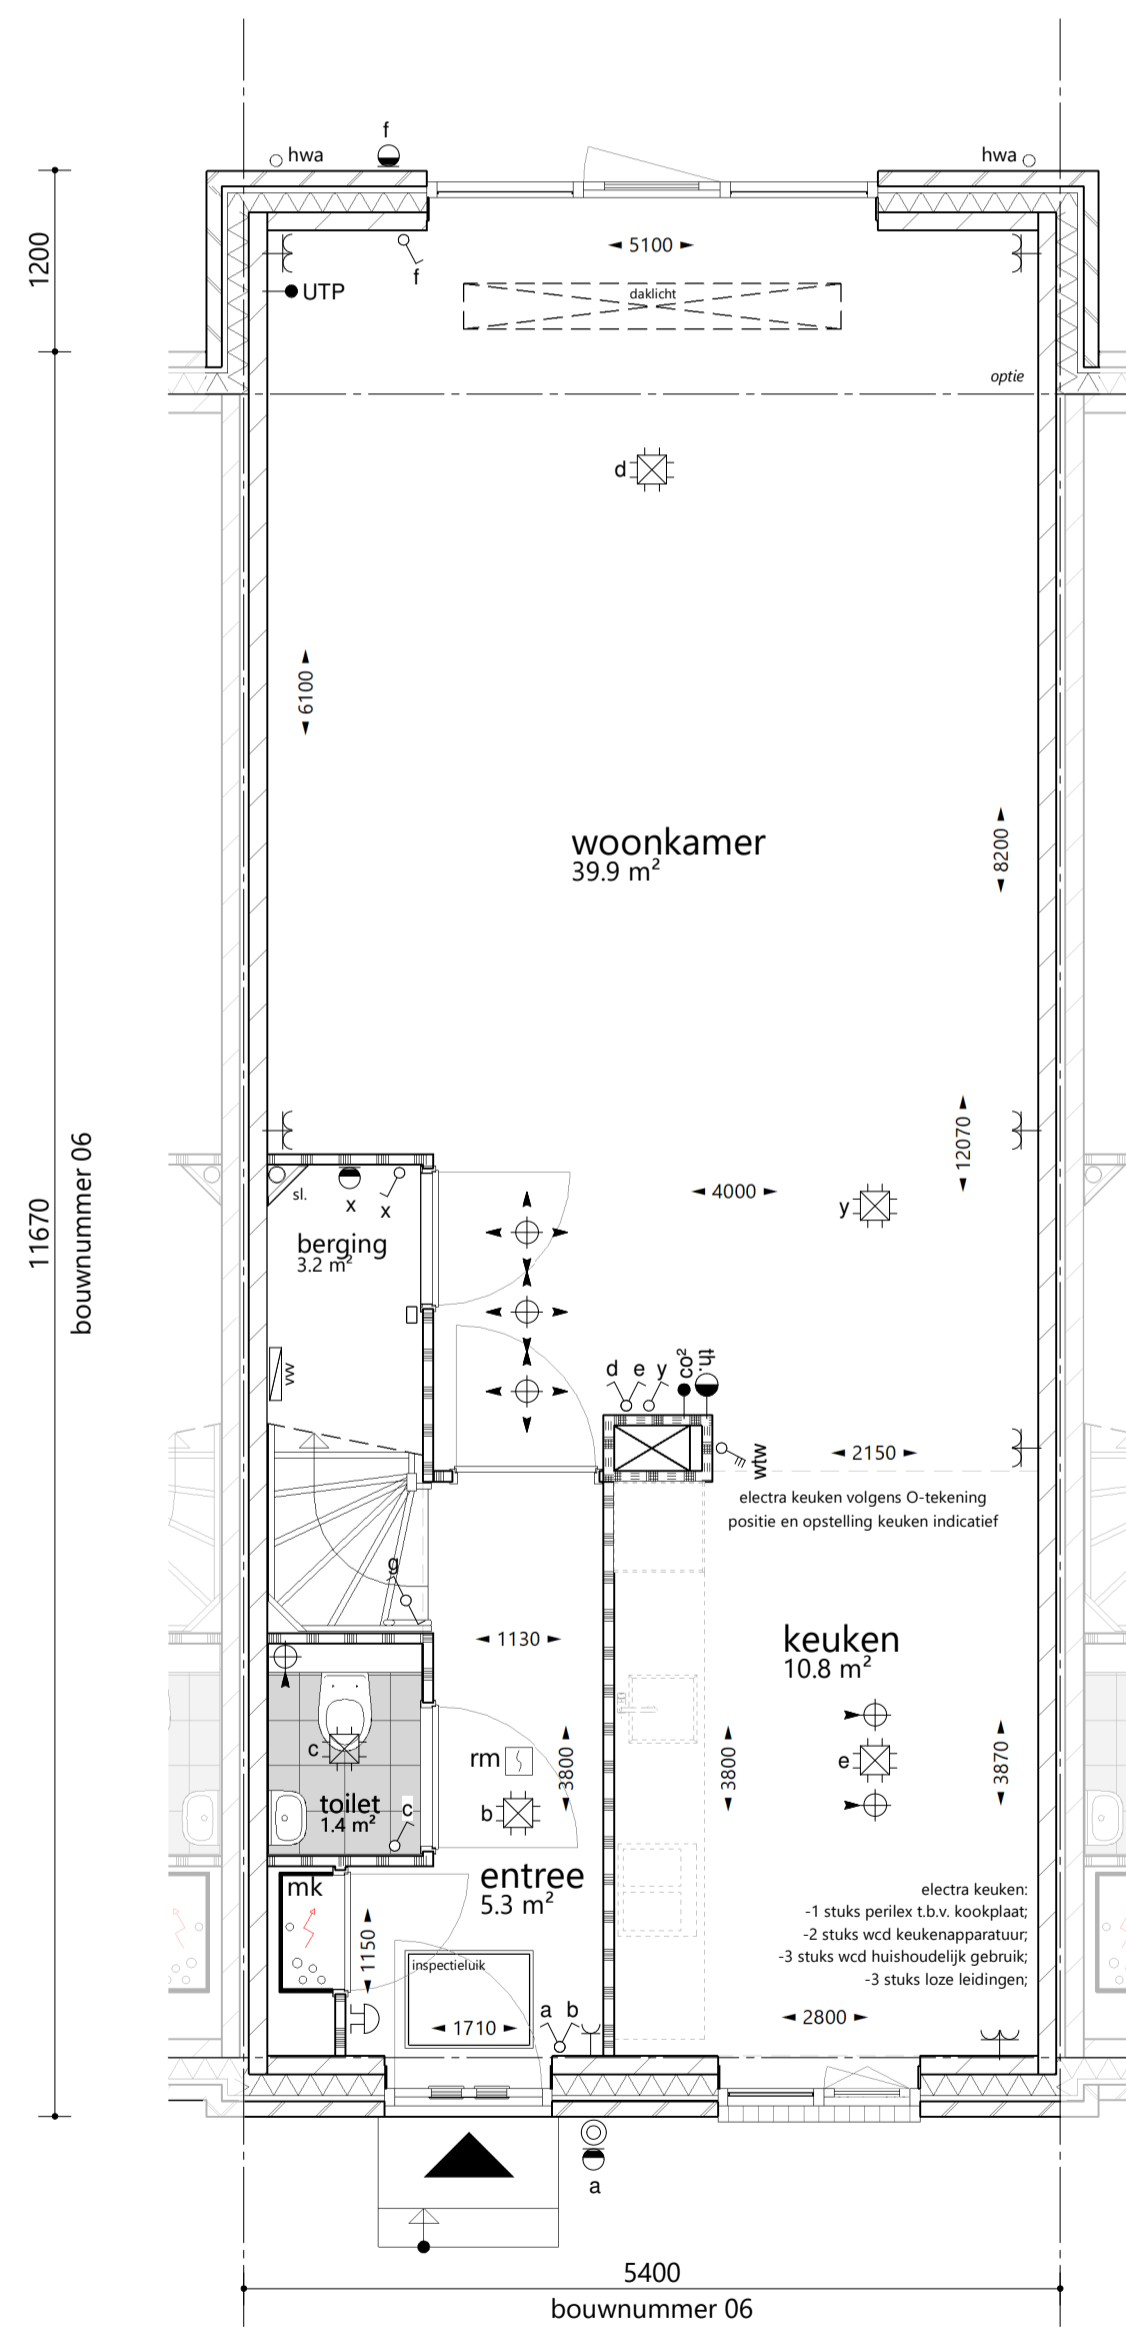 f
hwa
hwa
1200
5100
f
UTP
daklicht
optie
d
6100
woonkamer
39.9 m²
8200
12070
4000
sl.
x
x
y
berging
3.2 m²
11670
bouwnummer 06
vv
d e y co² th.
wtw
2150
electra keuken volgens O-tekening
positie en opstelling keuken indicatief
g
1130
keuken
10.8 m²
c
rm
3800
3800
e
3870
toilet
1.4 m²
c
b
entree
5.3 m²
mk
1150
inspectieluik
electra keuken:
-1 stuks perilex t.b.v. kookplaat;
-2 stuks wcd keukenapparatuur;
-3 stuks wcd huishoudelijk gebruik;
-3 stuks loze leidingen;
a b
1710
2800
a
5400
bouwnummer 06